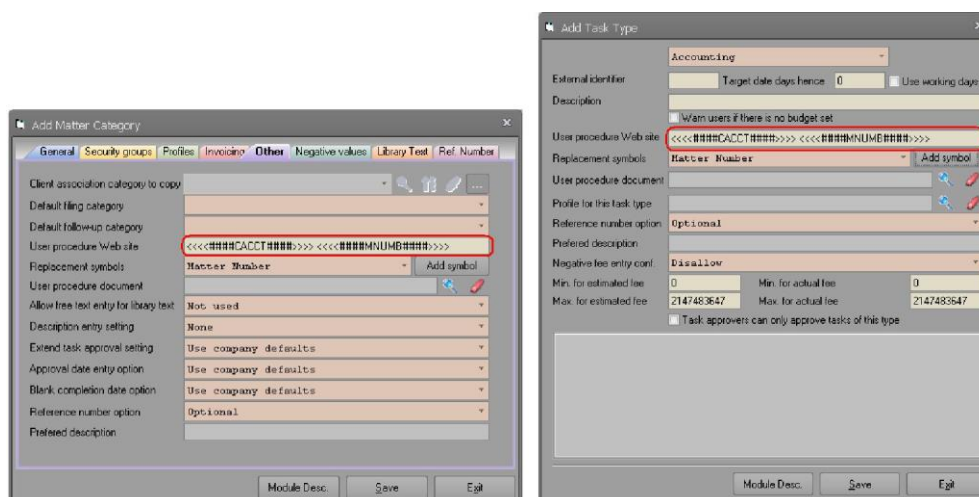 Add Matter Category
General Security groups Profiles Invoicing Other Negative values Library Text Ref. Number
Client association category to copy ...
Default filing category
Default follow-up category
User procedure Web site <<<<####CACCT####>>>> <<<<####MNUMB####>>>>
Replacement symbols Matter Number Add symbol
User procedure document
Allow free text entry for library text Not used
Description entry setting None
Extend task approval setting Use company defaults
Approval date entry option Use company defaults
Blank completion date option Use company defaults
Reference number option Optional
Prefered description
Module Desc. Save Exit
Add Task Type
Accounting
External identifier Target date days hence 0 Use working days
Description
Warn users if there is no budget set
User procedure Web site <<<<####CACCT####>>>> <<<<####MNUMB####>>>>
Replacement symbols Matter Number Add symbol
User procedure document
Profile for this task type
Reference number option Optional
Prefered description
Negative fee entry conf. Disallow
Min. for estimated fee 0 Min. for actual fee 0
Max. for estimated fee 2147483647 Max. for actual fee 2147483647
Task approvers can only approve tasks of this type
Module Desc. Save Exit